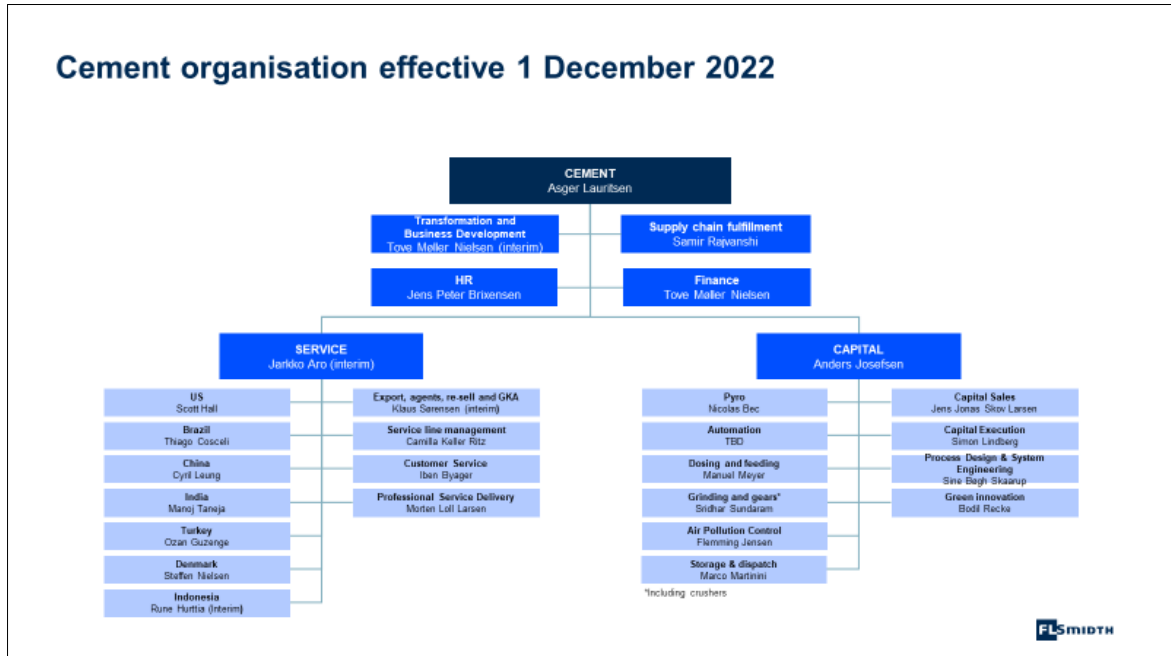 Cement organisation effective 1 December 2022
CEMENT
Asger Lauritsen
Transformation and
Business Development
Tove Møller Nielsen (interim)
Supply chain fulfillment
Samir Rajvanshi
HR
Jens Peter Brixensen
Finance
Tove Møller Nielsen
SERVICE
Jarkko Aro (interim)
US
Scott Hall
Brazil
Thiago Cosceli
China
Cyril Leung
India
Manoj Taneja
Turkey
Ozan Guzenge
Denmark
Steffen Nielsen
Indonesia
Rune Hurttia (Interim)
Export, agents, re-sell and GKA
Klaus Sørensen (interim)
Service line management
Camilla Keller Ritz
Customer Service
Iben Byager
Professional Service Delivery
Morten Loll Larsen
CAPITAL
Anders Josefsen
Pyro
Nicolas Bec
Automation
TBD
Dosing and feeding
Manuel Meyer
Grinding and gears*
Sridhar Sundaram
Air Pollution Control
Flemming Jensen
Storage & dispatch
Marco Martinini
*Including crushers
Capital Sales
Jens Jonas Skov Larsen
Capital Execution
Simon Lindberg
Process Design & System
Engineering
Sine Bøgh Skaarup
Green innovation
Bodil Recke
FLSMIDTH